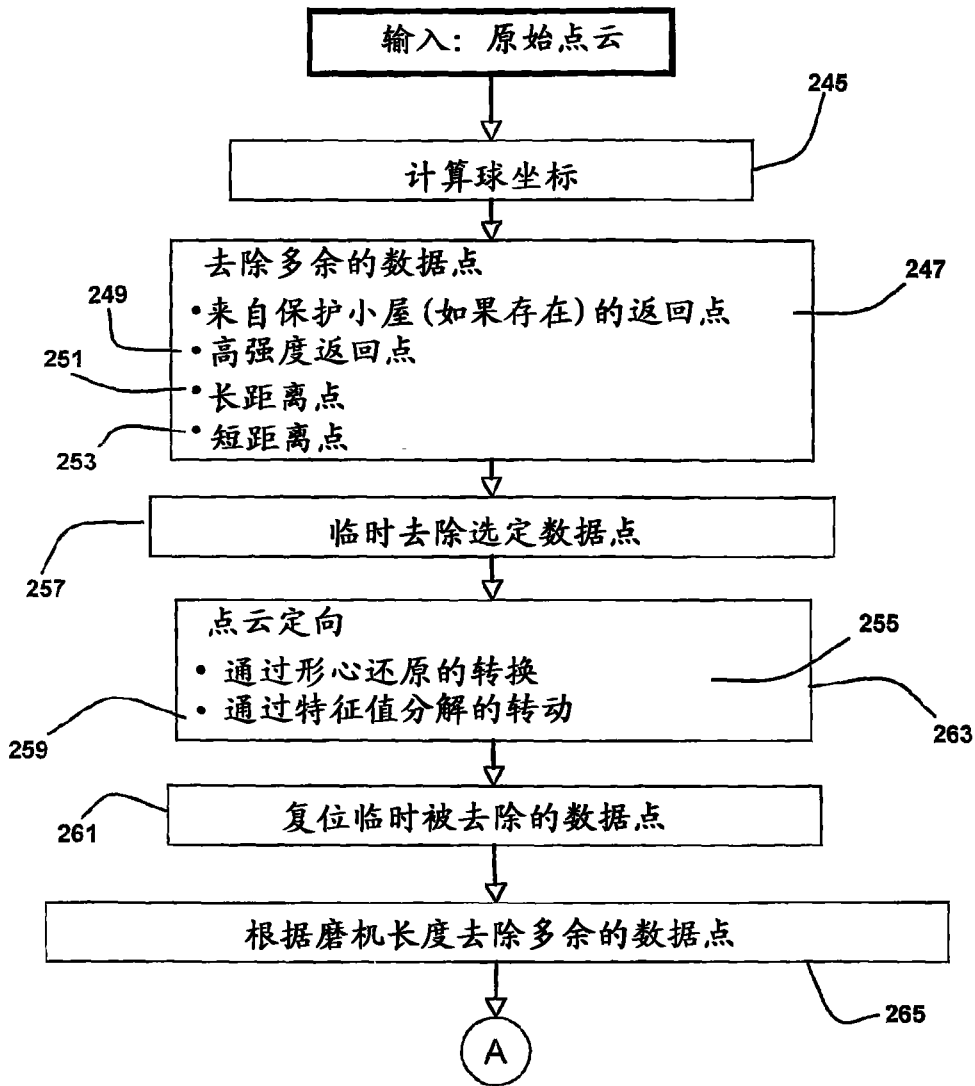 输入：原始点云
245
计算球坐标
去除多余的数据点
247
249
•来自保护小屋(如果存在)的返回点
•高强度返回点
251
•长距离点
•短距离点
253
临时去除选定数据点
257
点云定向
255
• 通过形心还原的转换
• 通过特征值分解的转动
259
263
复位临时被去除的数据点
261
根据磨机长度去除多余的数据点
265
A